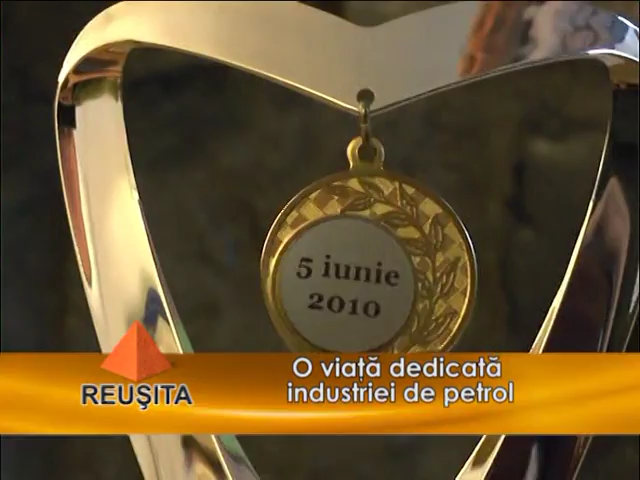 5 iunie
2010
REUŞITA
O viaţă dedicată
industriei de petrol